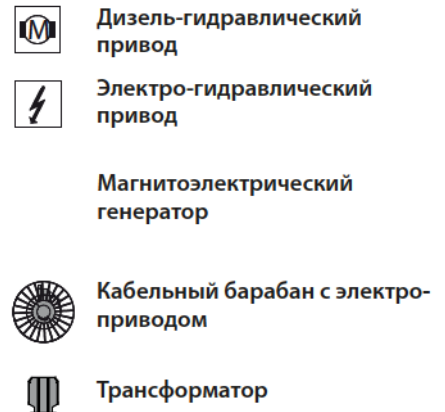 M
Дизель-гидравлический
привод
Электро-гидравлический
привод
Магнитоэлектрический
генератор
Кабельный барабан с электро-
приводом
Трансформатор